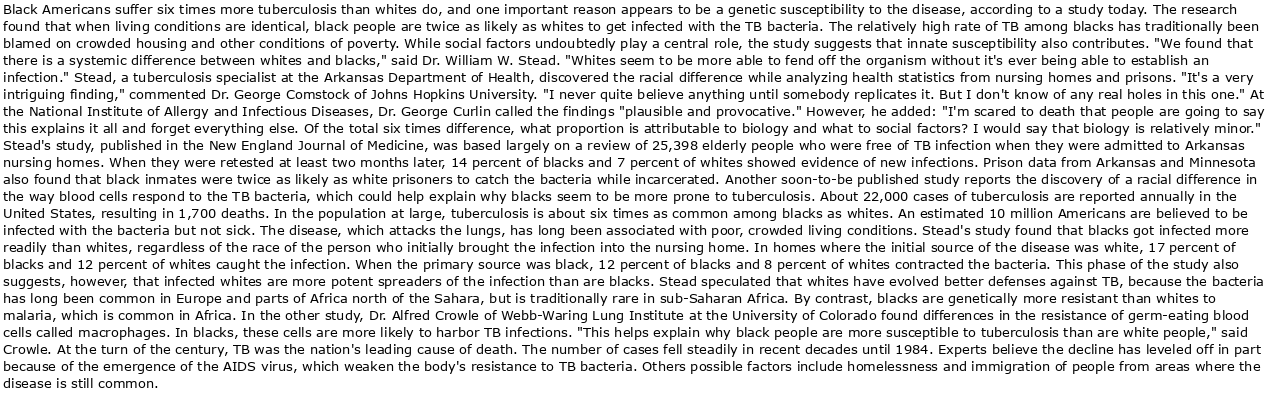 Black Americans suffer six times more tuberculosis than whites do, and one important reason appears to be a genetic susceptibility to the disease, according to a study today. The research
found that when living conditions are identical, black people are twice as likely as whites to get infected with the TB bacteria. The relatively high rate of TB among blacks has traditionally been
blamed on crowded housing and other conditions of poverty. While social factors undoubtedly play a central role, the study suggests that innate susceptibility also contributes. "We found that
there is a systemic difference between whites and blacks," said Dr. William W. Stead. "Whites seem to be more able to fend off the organism without it's ever being able to establish an
infection." Stead, a tuberculosis specialist at the Arkansas Department of Health, discovered the racial difference while analyzing health statistics from nursing homes and prisons. "It's a very
intriguing finding," commented Dr. George Comstock of Johns Hopkins University. "I never quite believe anything until somebody replicates it. But I don't know of any real holes in this one." At
the National Institute of Allergy and Infectious Diseases, Dr. George Curlin called the findings "plausible and provocative." However, he added: "I'm scared to death that people are going to say
this explains it all and forget everything else. Of the total six times difference, what proportion is attributable to biology and what to social factors? I would say that biology is relatively minor."
Stead's study, published in the New England Journal of Medicine, was based largely on a review of 25,398 elderly people who were free of TB infection when they were admitted to Arkansas
nursing homes. When they were retested at least two months later, 14 percent of blacks and 7 percent of whites showed evidence of new infections. Prison data from Arkansas and Minnesota
also found that black inmates were twice as likely as white prisoners to catch the bacteria while incarcerated. Another soon-to-be published study reports the discovery of a racial difference in
the way blood cells respond to the TB bacteria, which could help explain why blacks seem to be more prone to tuberculosis. About 22,000 cases of tuberculosis are reported annually in the
United States, resulting in 1,700 deaths. In the population at large, tuberculosis is about six times as common among blacks as whites. An estimated 10 million Americans are believed to be
infected with the bacteria but not sick. The disease, which attacks the lungs, has long been associated with poor, crowded living conditions. Stead's study found that blacks got infected more
readily than whites, regardless of the race of the person who initially brought the infection into the nursing home. In homes where the initial source of the disease was white, 17 percent of
blacks and 12 percent of whites caught the infection. When the primary source was black, 12 percent of blacks and 8 percent of whites contracted the bacteria. This phase of the study also
suggests, however, that infected whites are more potent spreaders of the infection than are blacks. Stead speculated that whites have evolved better defenses against TB, because the bacteria
has long been common in Europe and parts of Africa north of the Sahara, but is traditionally rare in sub-Saharan Africa. By contrast, blacks are genetically more resistant than whites to
malaria, which is common in Africa. In the other study, Dr. Alfred Crowle of Webb-Waring Lung Institute at the University of Colorado found differences in the resistance of germ-eating blood
cells called macrophages. In blacks, these cells are more likely to harbor TB infections. "This helps explain why black people are more susceptible to tuberculosis than are white people," said
Crowle. At the turn of the century, TB was the nation's leading cause of death. The number of cases fell steadily in recent decades until 1984. Experts believe the decline has leveled off in part
because of the emergence of the AIDS virus, which weaken the body's resistance to TB bacteria. Others possible factors include homelessness and immigration of people from areas where the
disease is still common.